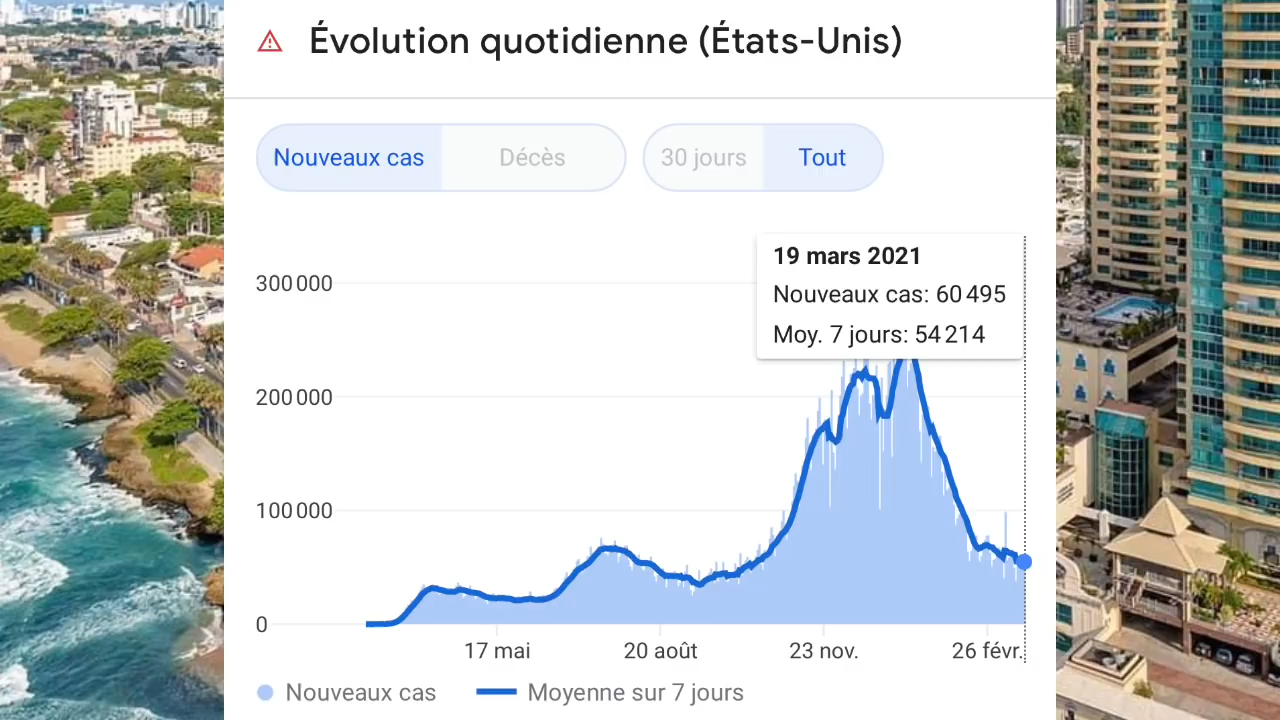 Évolution quotidienne (États-Unis)
Nouveaux cas
Décès
30 jours
Tout
19 mars 2021
Nouveaux cas: 60 495
Moy. 7 jours: 54 214
300 000
200 000
100 000
0
17 mai
20 août
23 nov.
26 févr.
Nouveaux cas
Moyenne sur 7 jours